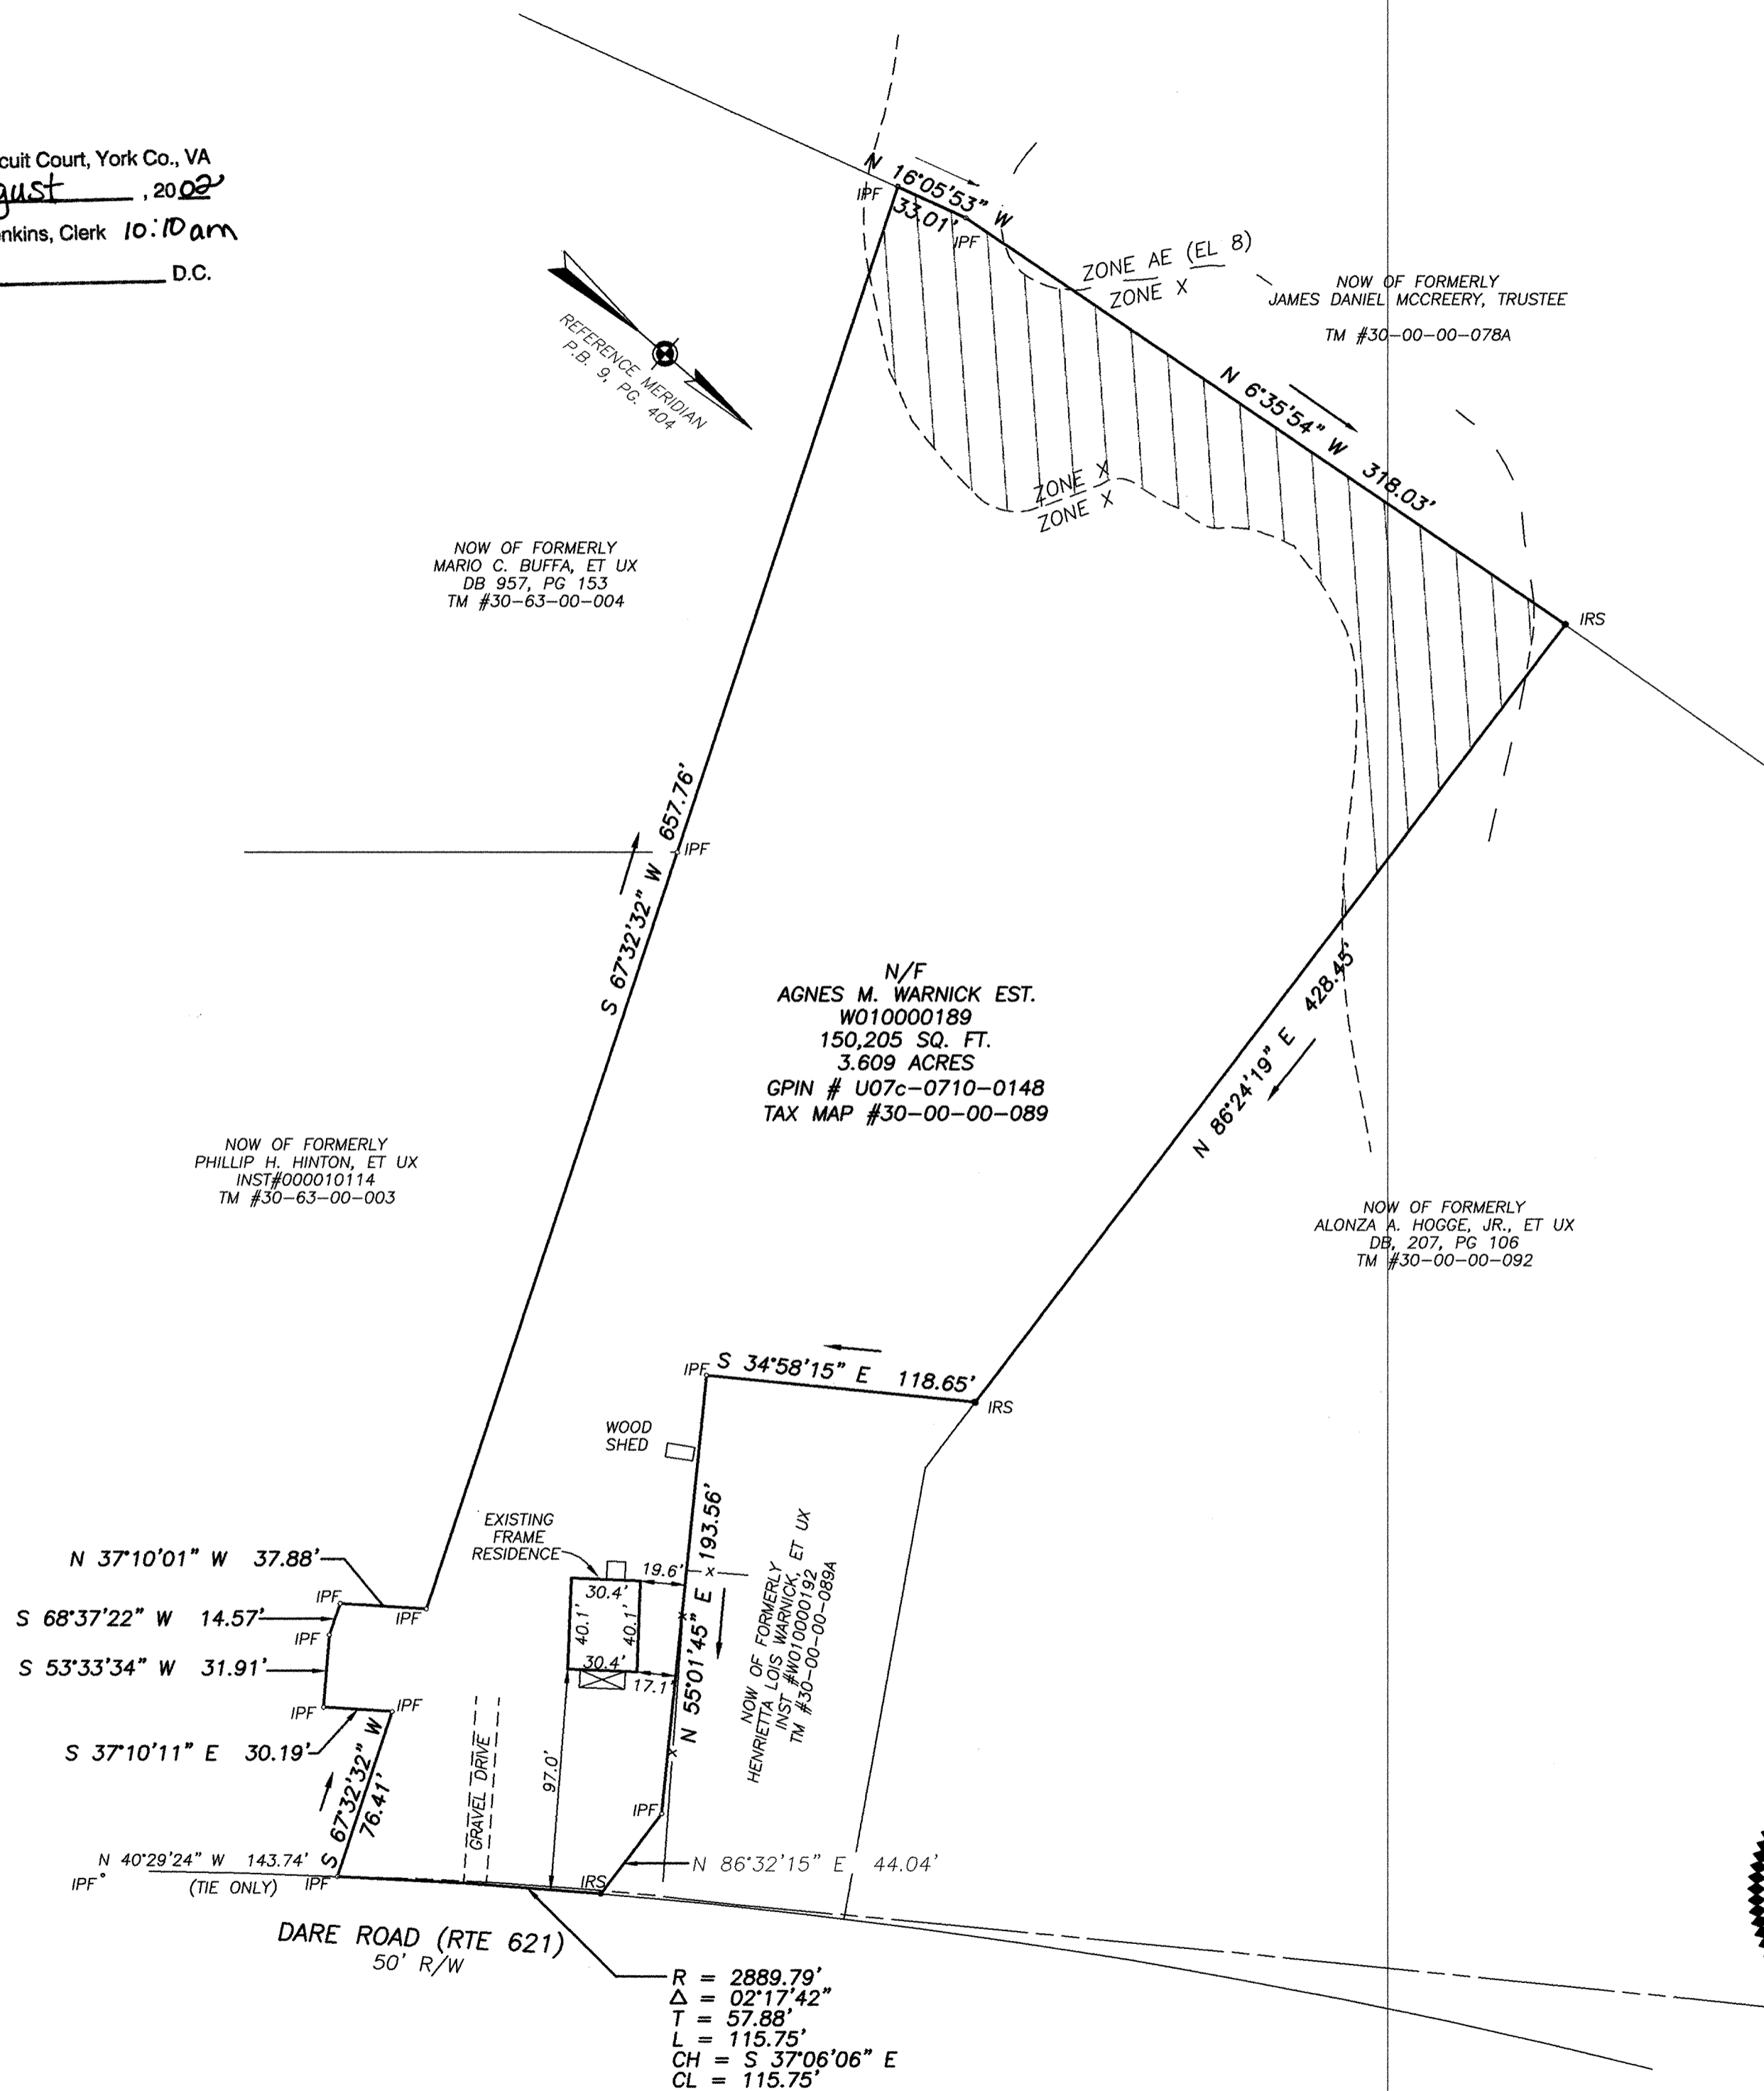 cuit Court, York Co., VA
gust , 2002
nkins, Clerk 10:10am
D.C.
REFERENCE MERIDIAN
P.B. 9, PG. 404
IPF
N 16°05'53" W
33.01'
IPF
ZONE AE (EL 8)
ZONE X
NOW OF FORMERLY
JAMES DANIEL MCCREERY, TRUSTEE
TM #30-00-00-078A
N 6°35'54" W 318.03'
ZONE X
ZONE X
IRS
NOW OF FORMERLY
MARIO C. BUFFA, ET UX
DB 957, PG 153
TM #30-63-00-004
S 67°32'32" W 657.76'
IPF
N/F
AGNES M. WARNICK EST.
W010000189
150,205 SQ. FT.
3.609 ACRES
GPIN # U07c-0710-0148
TAX MAP #30-00-00-089
N 86°24'19" E 428.45'
NOW OF FORMERLY
PHILLIP H. HINTON, ET UX
INST#000010114
TM #30-63-00-003
NOW OF FORMERLY
ALONZA A. HOGGE, JR., ET UX
DB, 207, PG 106
TM #30-00-00-092
IPF
S 34°58'15" E 118.65'
IRS
WOOD
SHED
EXISTING
FRAME
RESIDENCE
19.6'
x
30.4'
40.1'
40.1'
30.4'
17.1'
x
x
N 55°01'45" E 193.56'
NOW OF FORMERLY
HENRIETTA LOIS WARNICK, ET UX
INST #W010000192
TM #30-00-00-089A
N 37°10'01" W 37.88'
IPF
IPF
S 68°37'22" W 14.57'
IPF
S 53°33'34" W 31.91'
IPF
IPF
S 37°10'11" E 30.19'
S 67°32'32" W
76.41'
GRAVEL DRIVE
97.0'
IPF
N 86°32'15" E 44.04'
N 40°29'24" W 143.74'
IPF
(TIE ONLY)
IPF
IRS
DARE ROAD (RTE 621)
50' R/W
R = 2889.79'
Δ = 02°17'42"
T = 57.88'
L = 115.75'
CH = S 37°06'06" E
CL = 115.75'